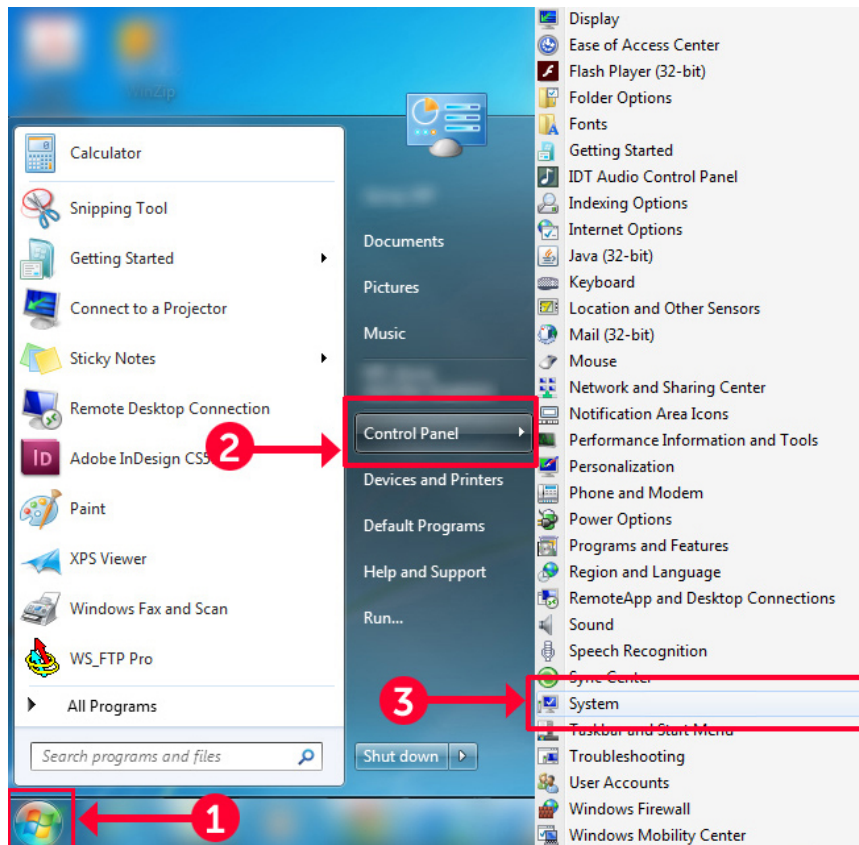 WinZip
Calculator
Snipping Tool
Getting Started
Connect to a Projector
Sticky Notes
Remote Desktop Connection
ID
Adobe InDesign CS5
Paint
XPS Viewer
Windows Fax and Scan
WS_FTP Pro
All Programs
Search programs and files
1
Documents
Pictures
Music
2
Control Panel
Devices and Printers
Default Programs
Help and Support
Run...
Shut down
Display
Ease of Access Center
Flash Player (32-bit)
Folder Options
Fonts
Getting Started
IDT Audio Control Panel
Indexing Options
Internet Options
Java (32-bit)
Keyboard
Location and Other Sensors
Mail (32-bit)
Mouse
Network and Sharing Center
Notification Area Icons
Performance Information and Tools
Personalization
Phone and Modem
Power Options
Programs and Features
Region and Language
RemoteApp and Desktop Connections
Sound
Speech Recognition
Sync Center
3
System
Taskbar and Start Menu
Troubleshooting
User Accounts
Windows Firewall
Windows Mobility Center